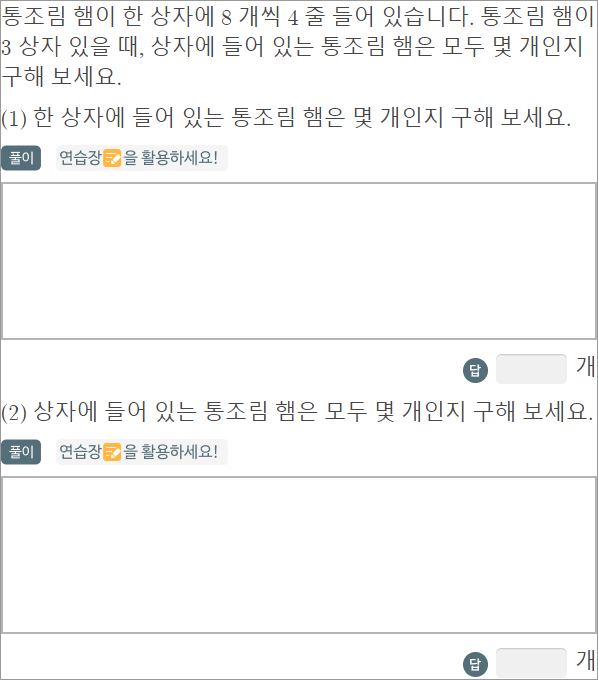 통조림 햄이 한 상자에 8 개씩 4 줄 들어 있습니다. 통조림 햄이
3 상자 있을 때, 상자에 들어 있는 통조림 햄은 모두 몇 개인지
구해 보세요.
(1) 한 상자에 들어 있는 통조림 햄은 몇 개인지 구해 보세요.
풀이 연습장을 활용하세요!
답 개
(2) 상자에 들어 있는 통조림 햄은 모두 몇 개인지 구해 보세요.
풀이 연습장을 활용하세요!
답 개